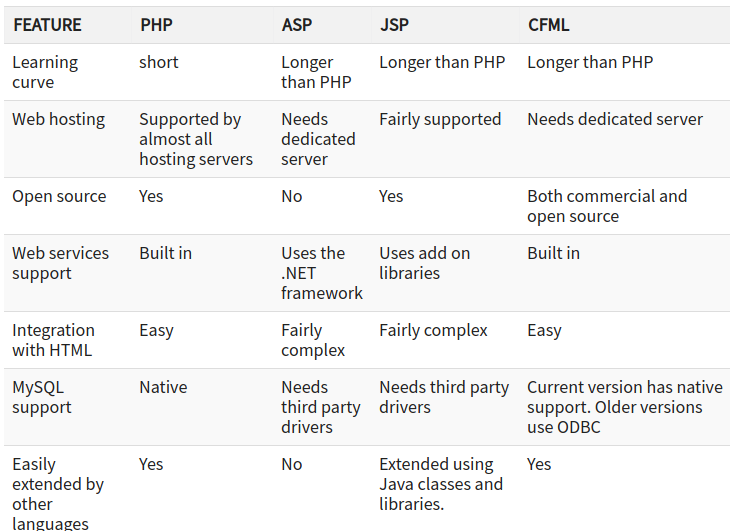 FEATURE PHP ASP JSP CFML
Learning short Longer Longer than PHP Longer than PHP
curve than PHP
Web hosting Supported by Needs Fairly supported Needs dedicated server
almost all dedicated
hosting servers server
Open source Yes No Yes Both commercial and
open source
Web services Built in Uses the Uses add on Built in
support .NET libraries
framework
Integration Easy Fairly Fairly complex Easy
with HTML complex
MySQL Native Needs Needs third party Current version has native
support third party drivers support. Older versions
drivers use ODBC
Easily Yes No Extended using Yes
extended by Java classes and
other libraries.
languages